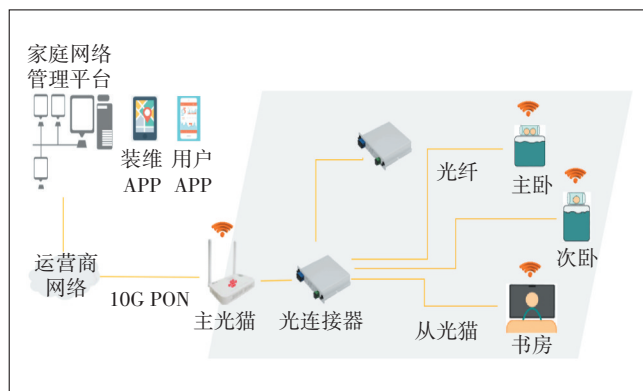 家庭网络
管理平台
装维
APP
用户
APP
光纤
主卧
次卧
运营商
网络
10G PON
主光猫
光连接器
从光猫
书房